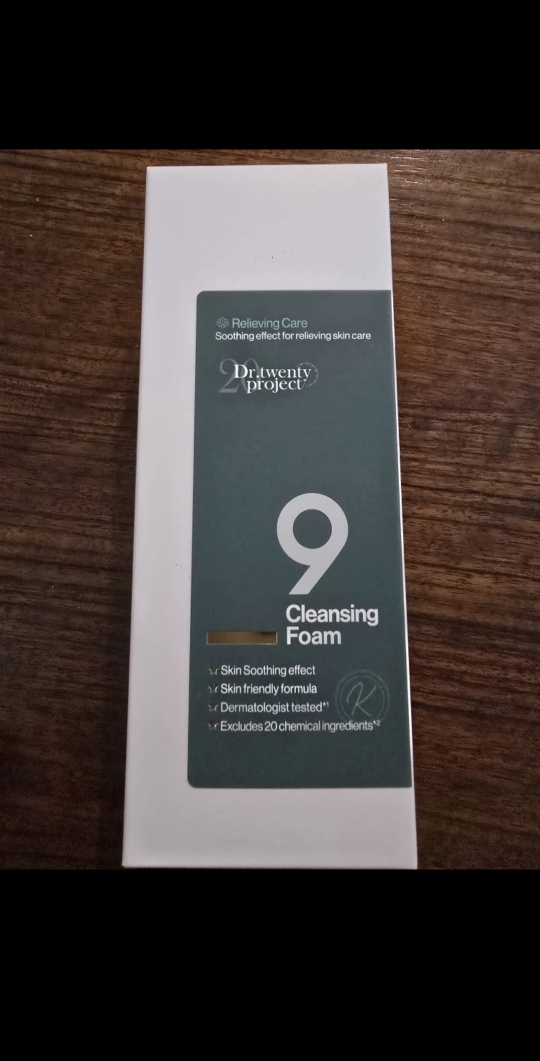 Relieving Care
Soothing effect for relieving skin care
20
Dr.twenty
project
9
Cleansing
Foam
Skin Soothing effect
Skin friendly formula
Dermatologist tested*1
Excludes 20 chemical ingredients*2
K